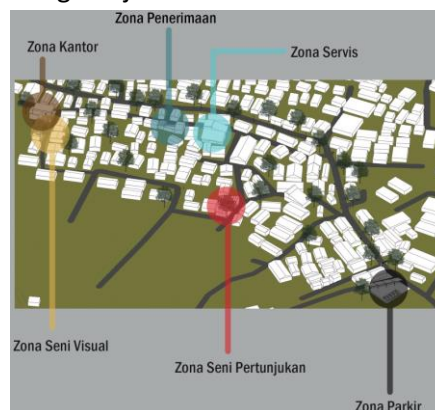 Zona Penerimaan
Zona Kantor
Zona Servis
Zona Seni Visual
Zona Seni Pertunjukan
Zona Parkir